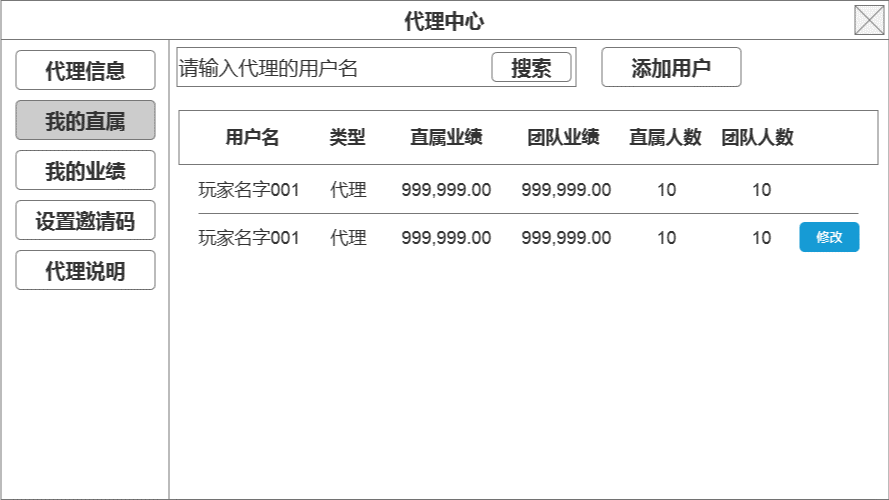 代理中心
代理信息
我的直属
我的业绩
设置邀请码
代理说明
请输入代理的用户名 搜索 添加用户
用户名 类型 直属业绩 团队业绩 直属人数 团队人数
玩家名字001 代理 999,999.00 999,999.00 10 10
玩家名字001 代理 999,999.00 999,999.00 10 10 修改